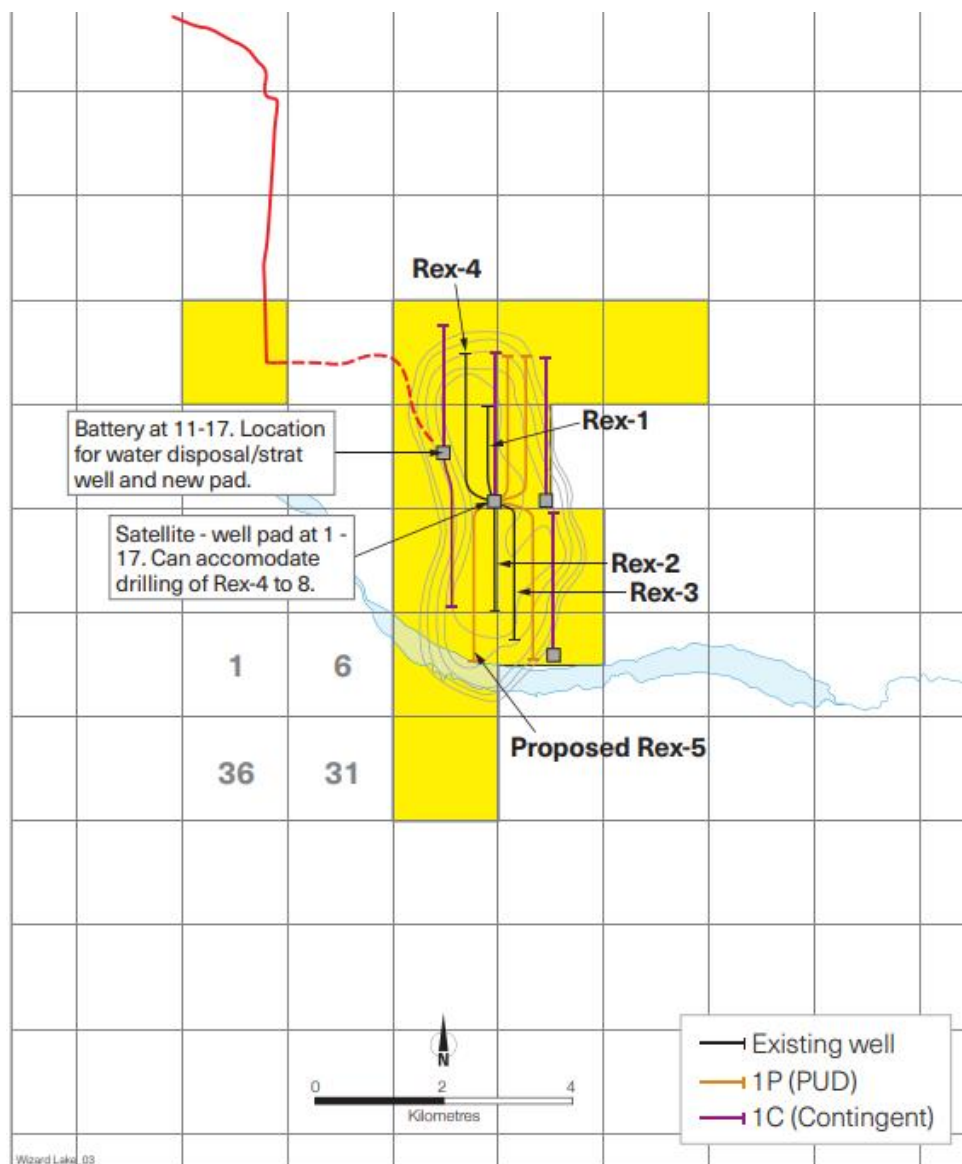 Rex-4
Rex-1
Battery at 11-17. Location
for water disposal/strat
well and new pad.
Satellite - well pad at 1 -
17. Can accomodate
drilling of Rex-4 to 8.
Rex-2
Rex-3
1
6
Proposed Rex-5
36
31
N
0
2
4
Kilometres
Existing well
1P (PUD)
1C (Contingent)
Wizard Lake_03